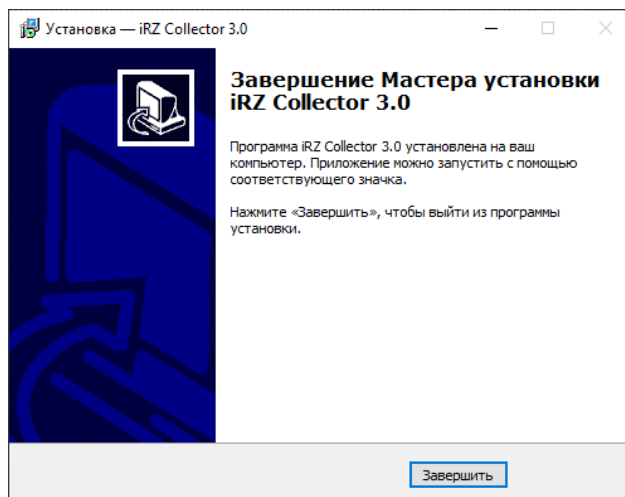 Установка — iRZ Collector 3.0
Завершение Мастера установки
iRZ Collector 3.0
Программа iRZ Collector 3.0 установлена на ваш
компьютер. Приложение можно запустить с помощью
соответствующего значка.
Нажмите «Завершить», чтобы выйти из программы
установки.
Завершить